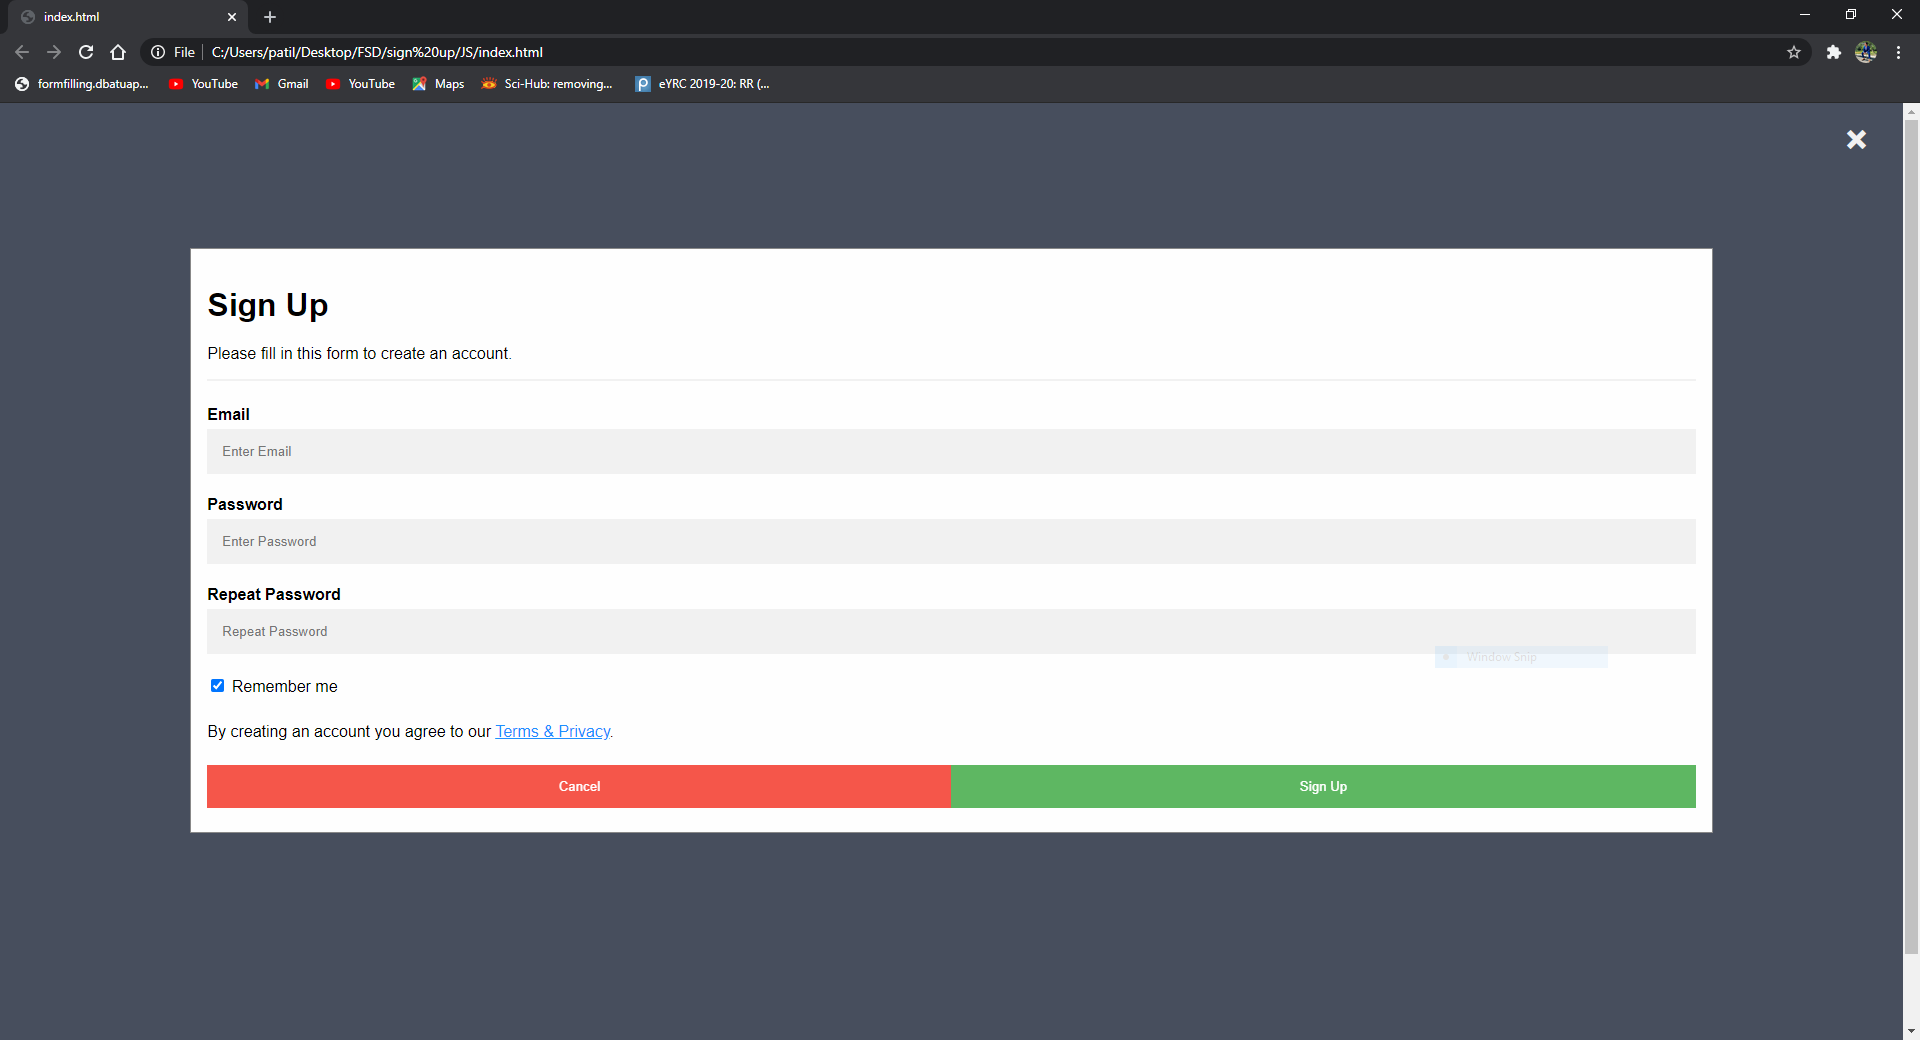 index.html
File C:/Users/patil/Desktop/FSD/sign%20up/JS/index.html
formfilling.dbatuap... YouTube Gmail YouTube Maps Sci-Hub: removing... eYRC 2019-20: RR (...
Sign Up
Please fill in this form to create an account.
Email
Enter Email
Password
Enter Password
Repeat Password
Repeat Password
Window Snip
Remember me
By creating an account you agree to our Terms & Privacy.
Cancel Sign Up